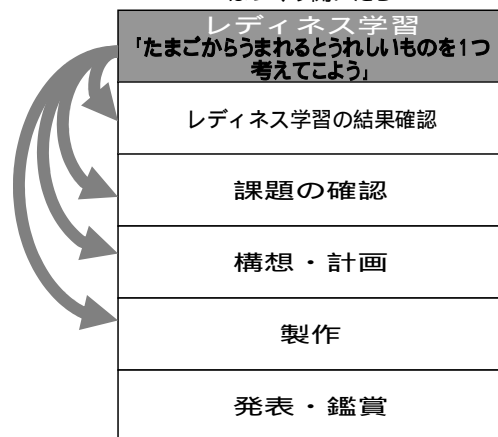 レディネス学習
「たまごからうまれるとうれしいものを1つ
考えてこよう」
レディネス学習の結果確認
課題の確認
構想・計画
製作
発表・鑑賞